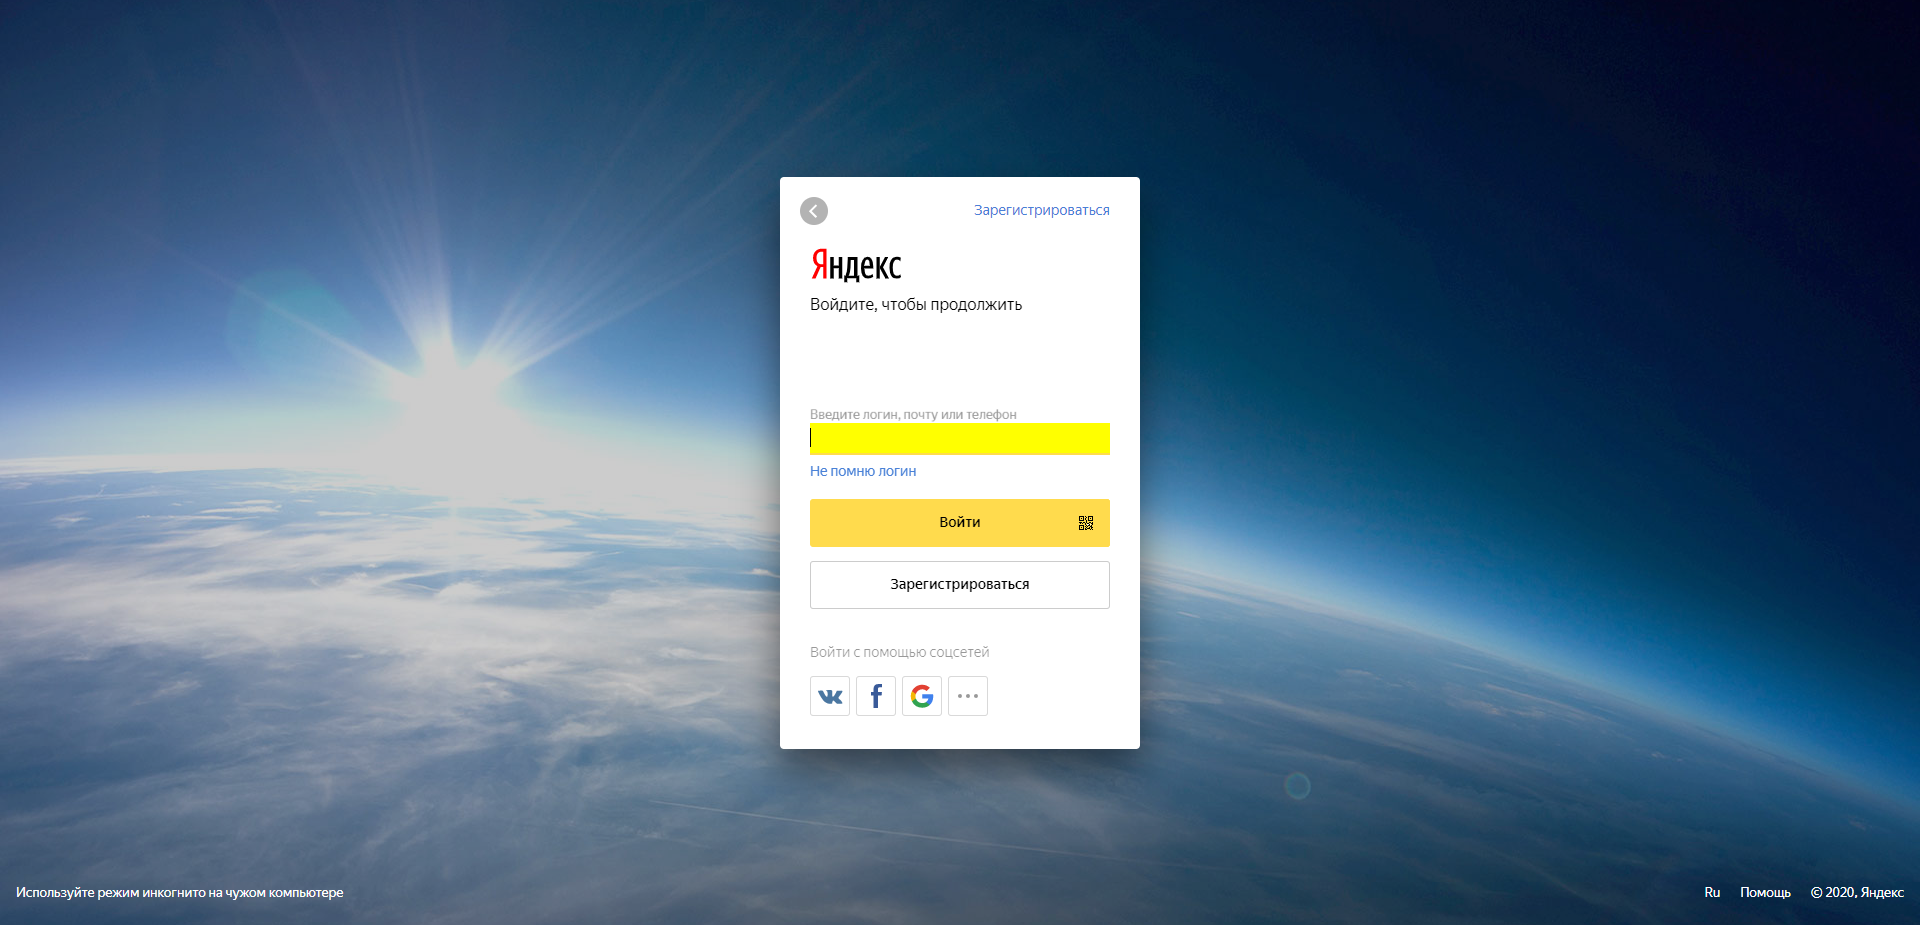 Зарегистрироваться
Яндекс
Войдите, чтобы продолжить
Введите логин, почту или телефон
Не помню логин
Войти
Зарегистрироваться
Войти с помощью соцсетей
Используйте режим инкогнито на чужом компьютере
Ru Помощь © 2020, Яндекс